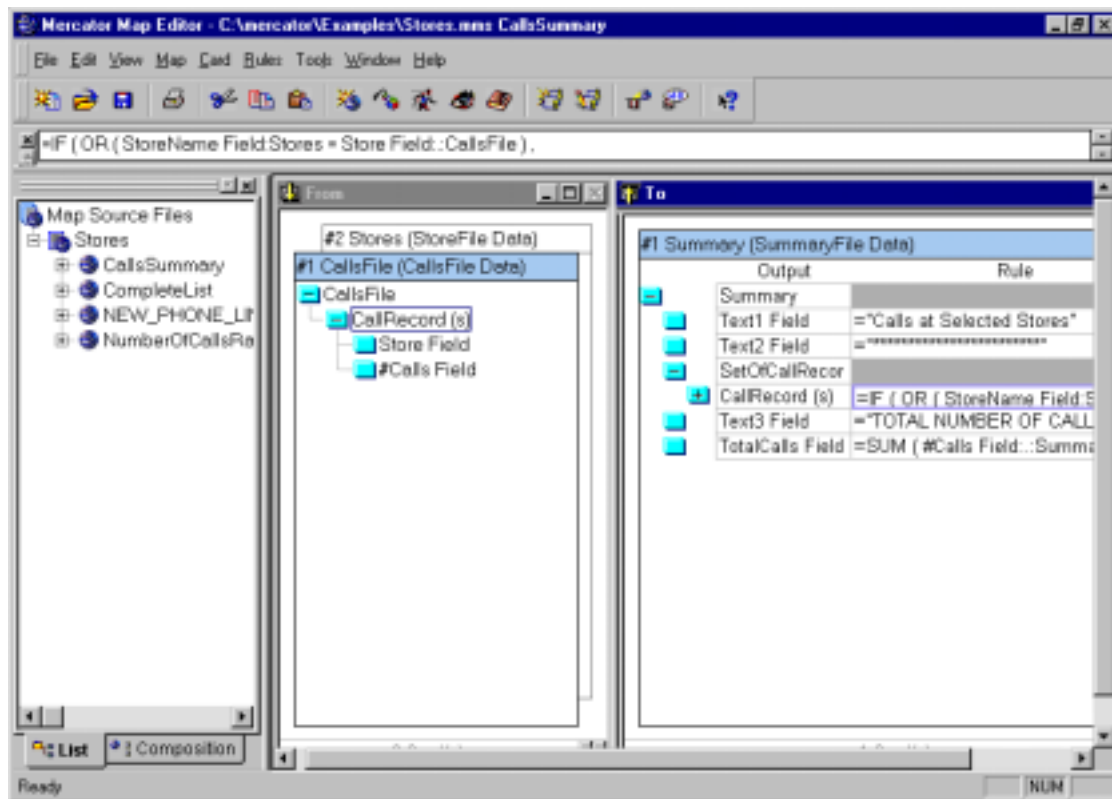 Mercator Map Editor - C:\mercator\Examples\Stores.mms CallsSummary
File Edit View Map Card Rules Tools Window Help
=IF ( OR ( StoreName Field:Stores = Store Field:.:CallsFile ) ,
Map Source Files
Stores
CallsSummary
CompleteList
NEW_PHONE_LI
NumberOfCallsRa
List
Composition
From
#2 Stores (StoreFile Data)
#1 CallsFile (CallsFile Data)
CallsFile
CallRecord (s)
Store Field
#Calls Field
To
#1 Summary (SummaryFile Data)
Output Rule
Summary
Text1 Field ="Calls at Selected Stores"
Text2 Field
SetOfCallRecor
CallRecord (s) =IF ( OR ( StoreName Field:S
Text3 Field ="TOTAL NUMBER OF CALL
TotalCalls Field =SUM ( #Calls Field:.:Summa
Ready
NUM